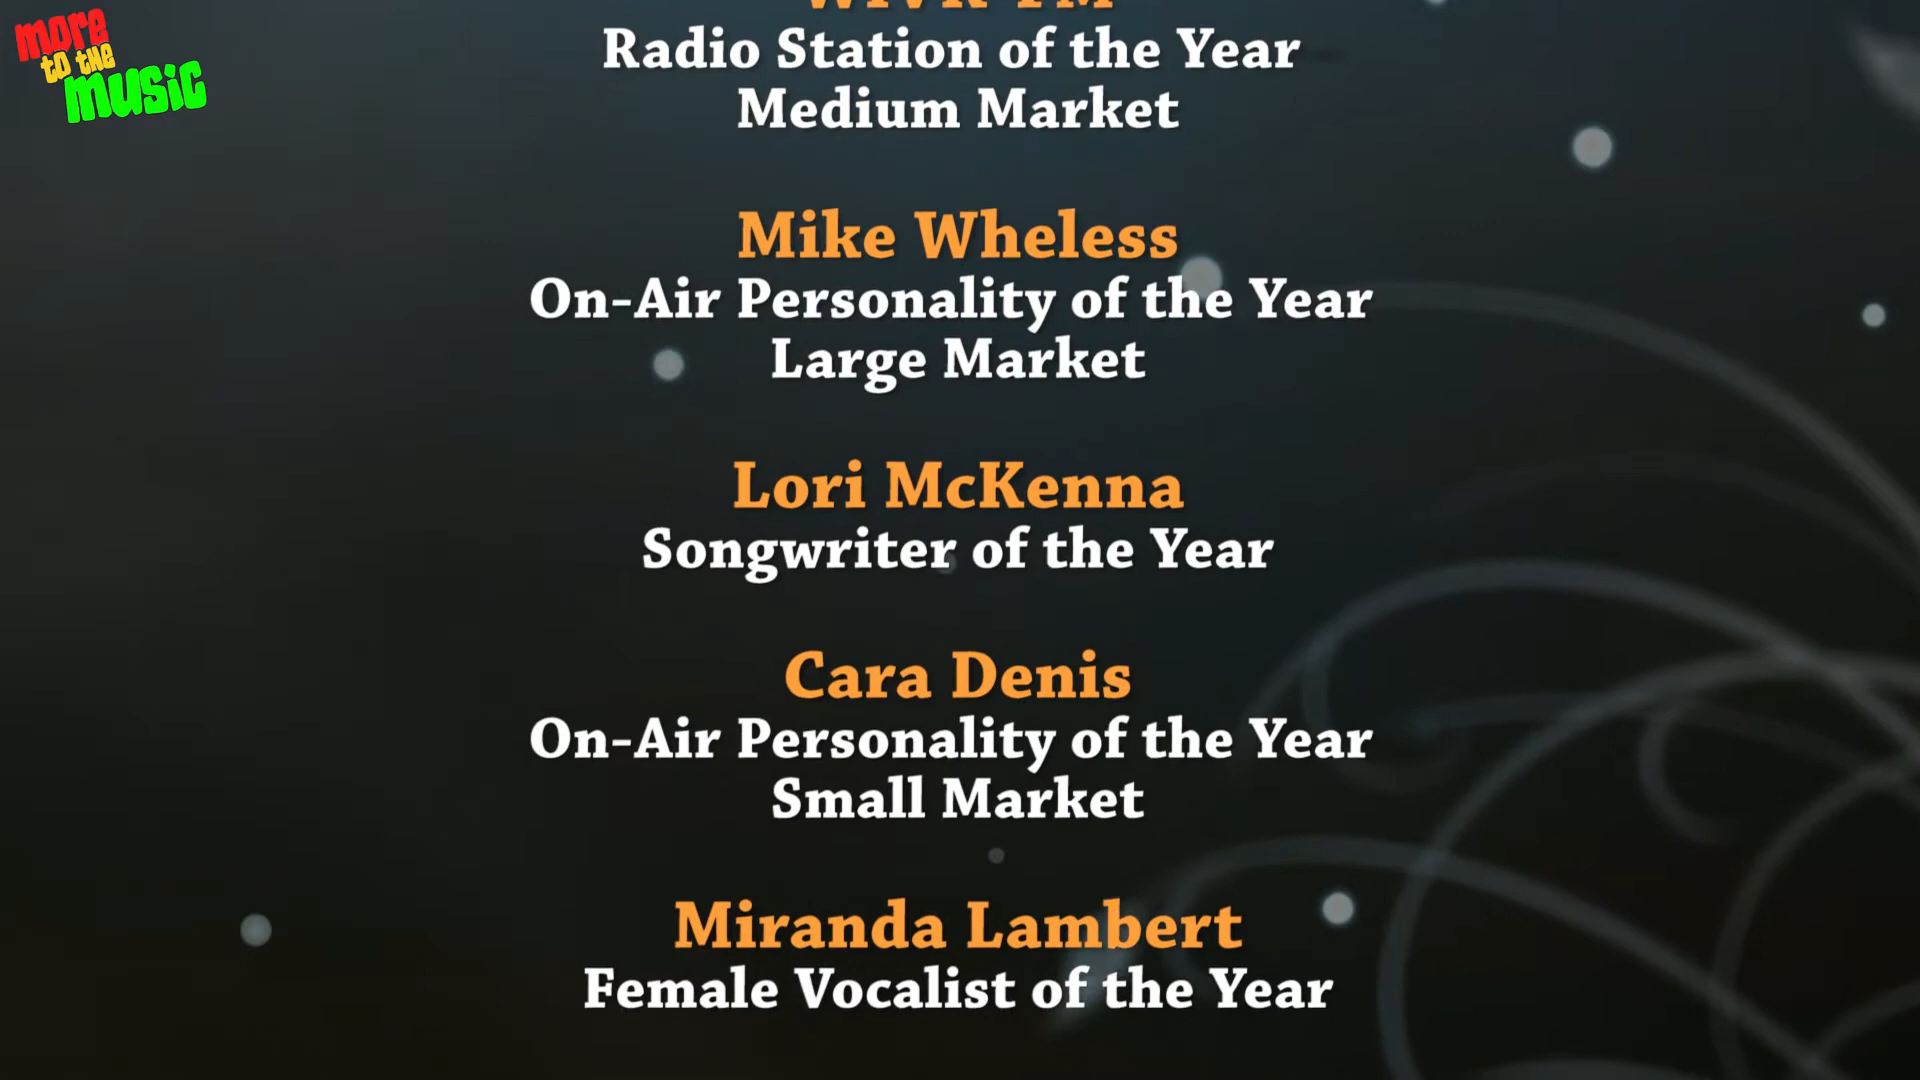 more
to the
music
Radio Station of the Year
Medium Market
Mike Wheless
On-Air Personality of the Year
Large Market
Lori McKenna
Songwriter of the Year
Cara Denis
On-Air Personality of the Year
Small Market
Miranda Lambert
Female Vocalist of the Year